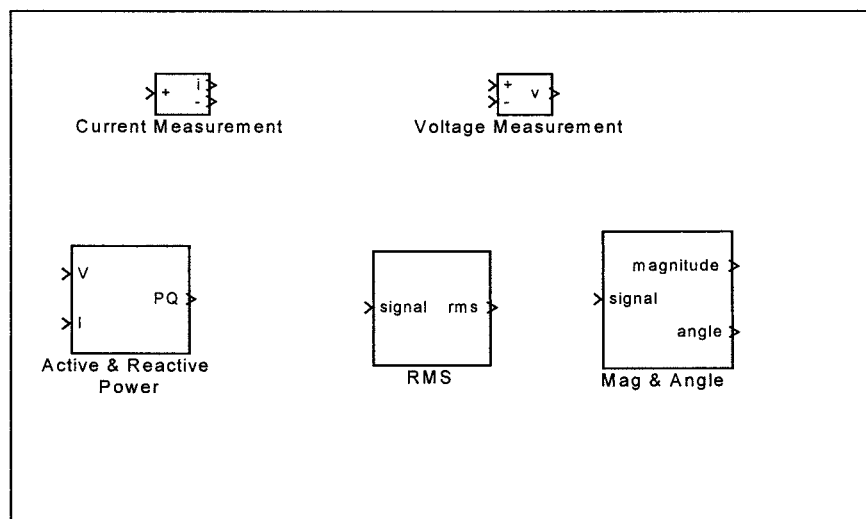 + i
-
Current Measurement
+
- v
Voltage Measurement
V
PQ
I
Active & Reactive
Power
signal rms
RMS
magnitude
signal
angle
Mag & Angle